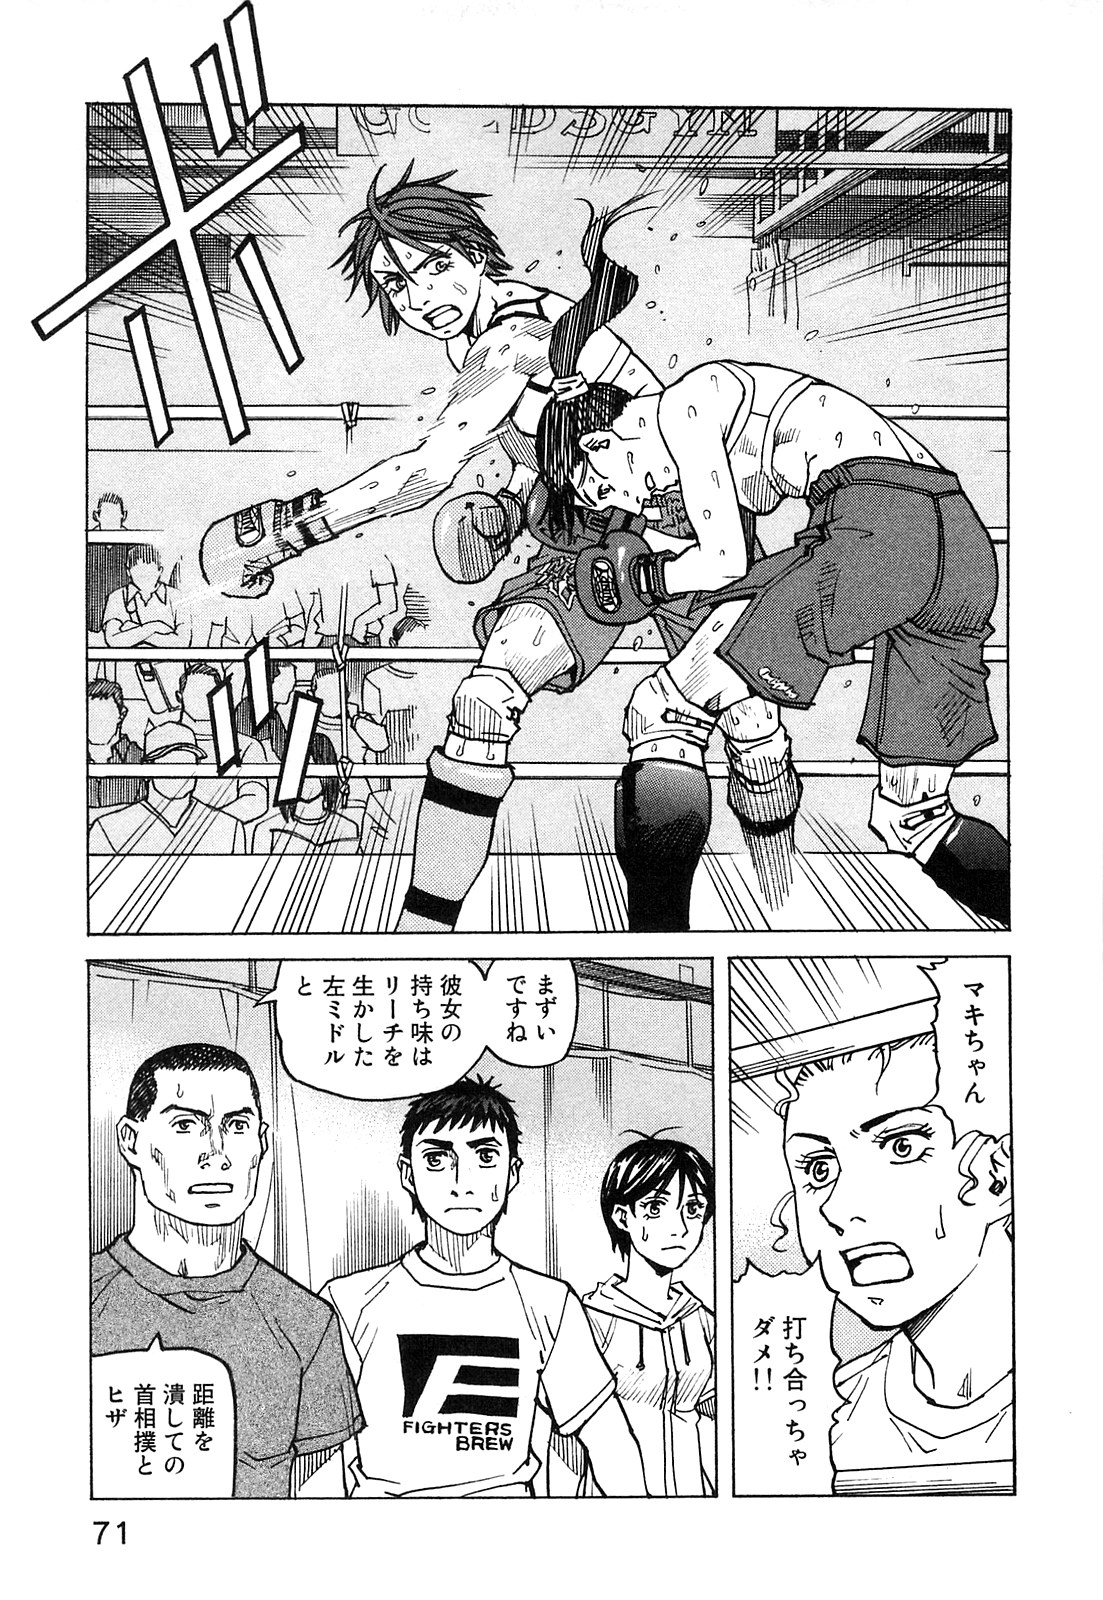 マキちゃん
打ち合っちゃ
ダメ!!
まずい
ですね
彼女の
持ち味は
リーチを
生かした
左ミドル
と
距離を
潰しての
首相撲と
ヒザ
FIGHTERS
BREW
71